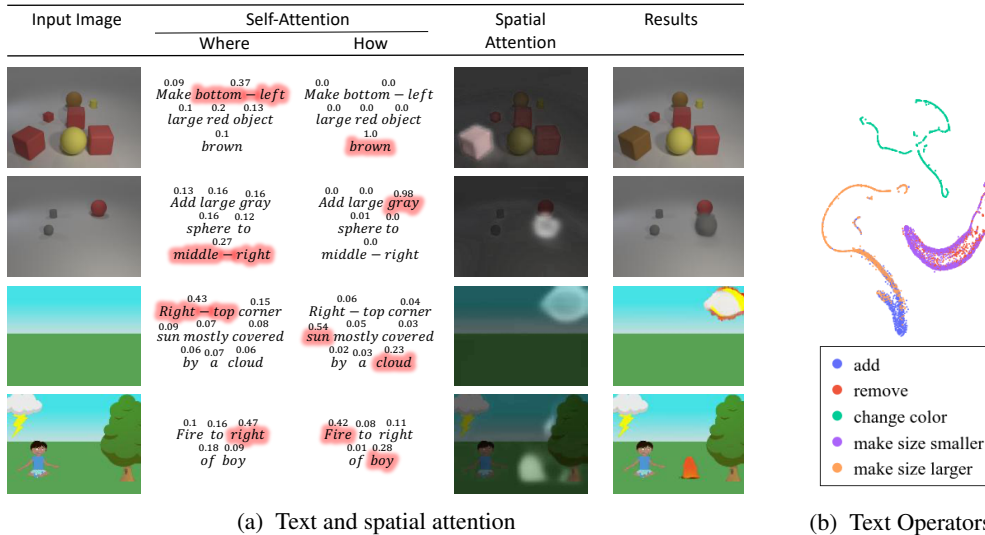 Input Image Self-Attention Spatial Attention Results
Where How
0.09 0.37
Make bottom – left
0.1 0.2 0.13
large red object
0.1
brown
0.0 0.0
Make bottom – left
0.0 0.0 0.0
large red object
1.0
brown
0.13 0.16 0.16
Add large gray
0.16 0.12
sphere to
0.27
middle – right
0.0 0.0 0.98
Add large gray
0.01 0.0
sphere to
0.0
middle – right
0.43 0.15
Right – top corner
0.09 0.07 0.08
sun mostly covered
0.06 0.07 0.06
by a cloud
0.06 0.04
Right – top corner
0.54 0.05 0.03
sun mostly covered
0.02 0.03 0.23
by a cloud
0.1 0.16 0.47
Fire to right
0.18 0.09
of boy
0.42 0.08 0.11
Fire to right
0.01 0.28
of boy
(a) Text and spatial attention
add
remove
change color
make size smaller
make size larger
(b) Text Operators